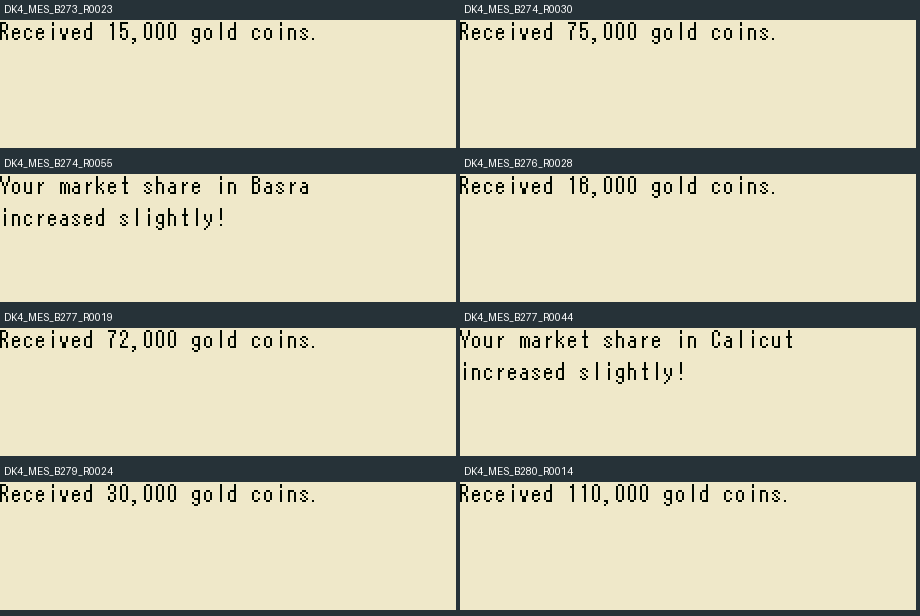 DK4_MES_B273_R0023
Received 15,000 gold coins.
DK4_MES_B274_R0030
Received 75,000 gold coins.
DK4_MES_B274_R0055
Your market share in Basra
increased slightly!
DK4_MES_B276_R0028
Received 18,000 gold coins.
DK4_MES_B277_R0019
Received 72,000 gold coins.
DK4_MES_B277_R0044
Your market share in Calicut
increased slightly!
DK4_MES_B279_R0024
Received 30,000 gold coins.
DK4_MES_B280_R0014
Received 110,000 gold coins.